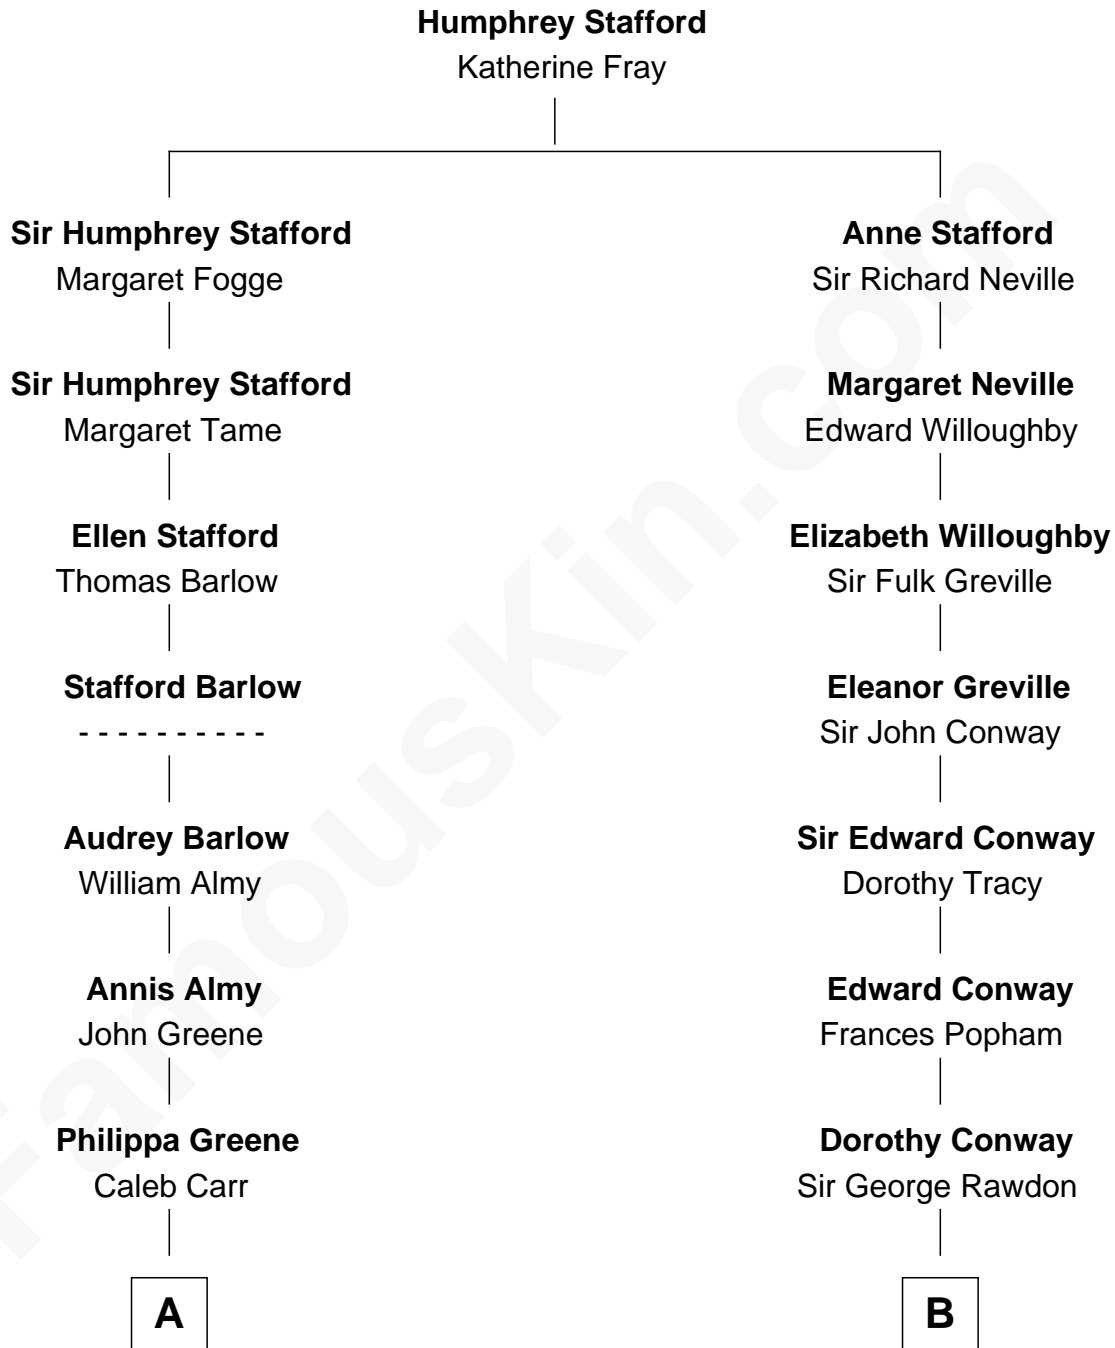 Humphrey Stafford
Katherine Fray
Sir Humphrey Stafford
Margaret Fogge
Anne Stafford
Sir Richard Neville
Sir Humphrey Stafford
Margaret Tame
Margaret Neville
Edward Willoughby
Ellen Stafford
Thomas Barlow
Elizabeth Willoughby
Sir Fulk Greville
Stafford Barlow
- - - - - - - - - -
Eleanor Greville
Sir John Conway
Audrey Barlow
William Almy
Sir Edward Conway
Dorothy Tracy
Annis Almy
John Greene
Edward Conway
Frances Popham
Philippa Greene
Caleb Carr
Dorothy Conway
Sir George Rawdon
A
B
FamousKin.com